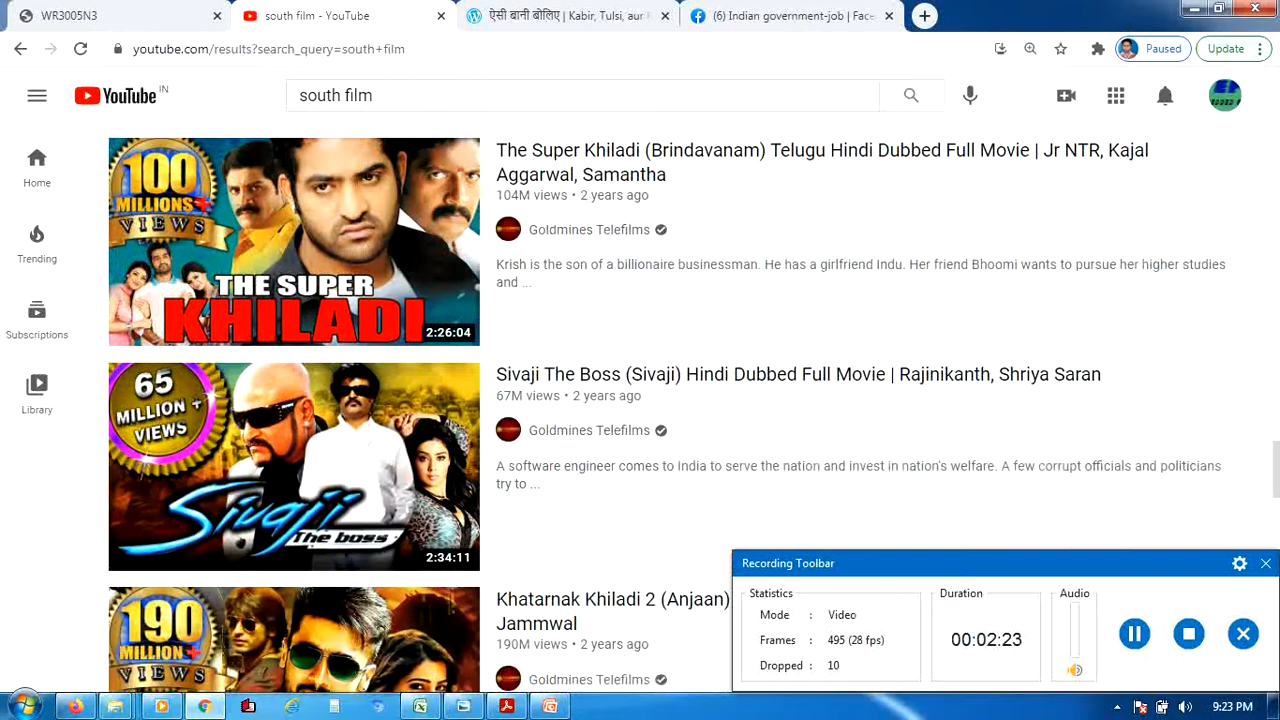 WR3005N3
south film - YouTube
ऐसी बानी बोलिए | Kabir, Tulsi, aur
(6) Indian government-job | Face
youtube.com/results?search_query=south+film
Paused
Update
YouTube IN
south film
Home
Trending
Subscriptions
Library
100
MILLIONS+
VIEWS
THE SUPER
KHILADI
2:26:04
The Super Khiladi (Brindavanam) Telugu Hindi Dubbed Full Movie | Jr NTR, Kajal
Aggarwal, Samantha
104M views • 2 years ago
Goldmines Telefilms
Krish is the son of a billionaire businessman. He has a girlfriend Indu. Her friend Bhoomi wants to pursue her higher studies
and ...
65
MILLION +
VIEWS
Sivaji
The boss
2:34:11
Sivaji The Boss (Sivaji) Hindi Dubbed Full Movie | Rajinikanth, Shriya Saran
67M views • 2 years ago
Goldmines Telefilms
A software engineer comes to India to serve the nation and invest in nation's welfare. A few corrupt officials and politicians
try to ...
190
MILLION +
Khatarnak Khiladi 2 (Anjaan)
Jammwal
190M views • 2 years ago
Goldmines Telefilms
Recording Toolbar
Statistics
Mode : Video
Frames : 495 (28 fps)
Dropped : 10
Duration
00:02:23
Audio
9:23 PM